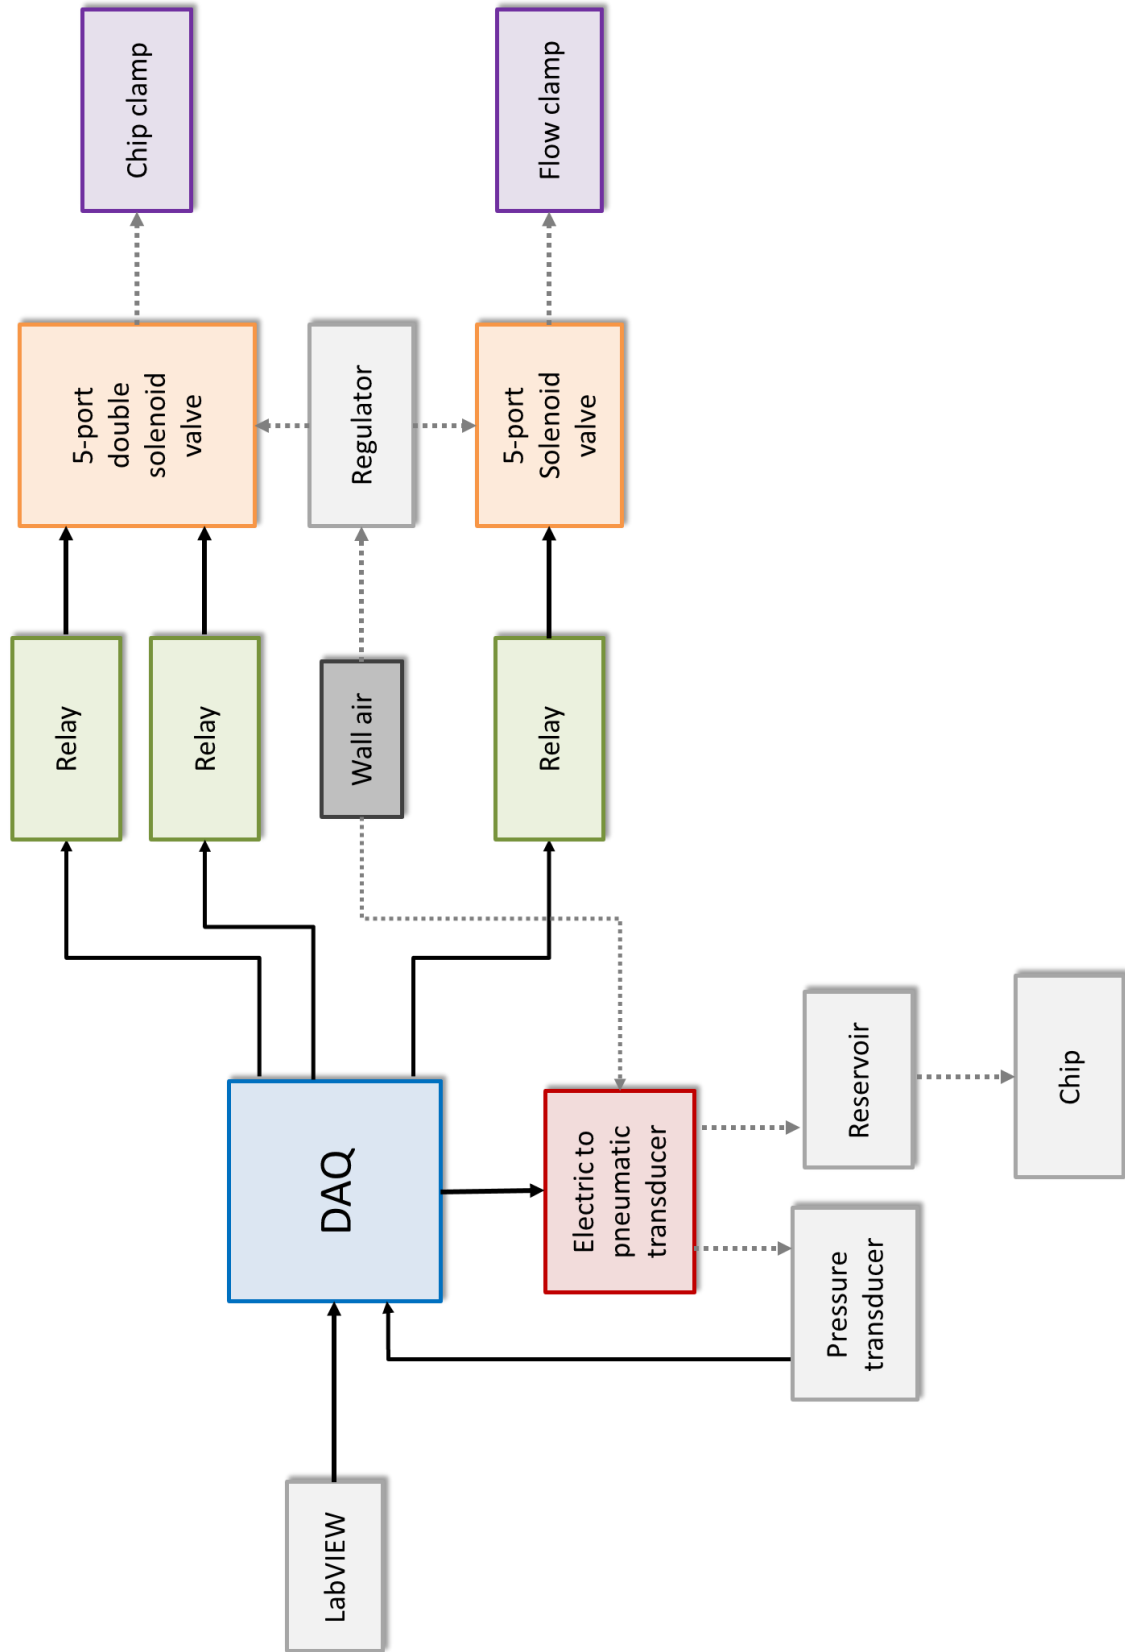 Chip clamp
Flow clamp
5-port
double
solenoid
valve
Regulator
5-port
Solenoid
valve
Relay
Relay
Wall air
Relay
DAQ
Electric to
pneumatic
transducer
Reservoir
Chip
Pressure
transducer
LabVIEW